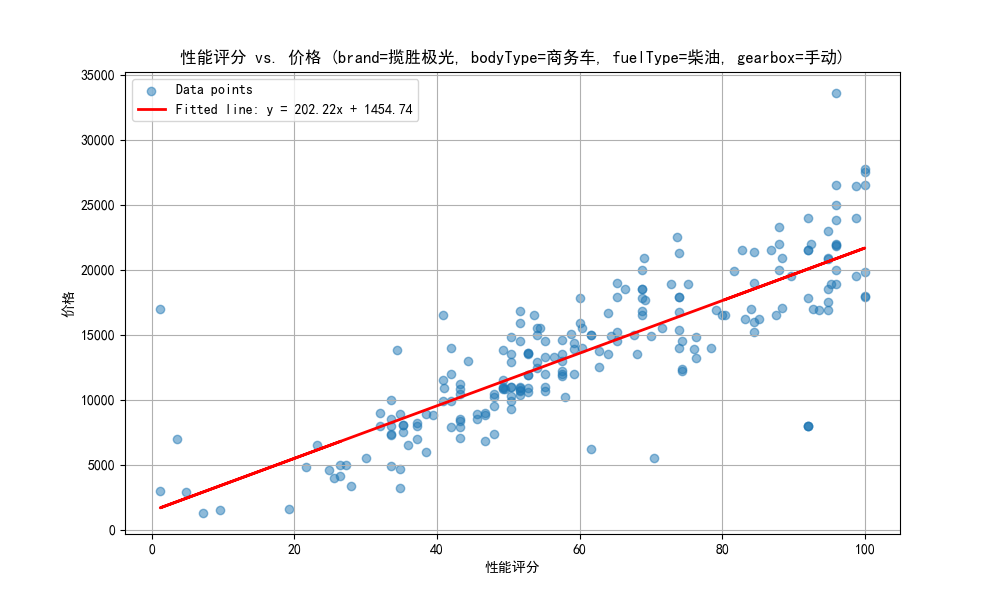 性能评分 vs. 价格 (brand=揽胜极光, bodyType=商务车, fuelType=柴油, gearbox=手动)
Data points
Fitted line: y = 202.22x + 1454.74
35000
30000
25000
20000
15000
10000
5000
0
价格
0 20 40 60 80 100
性能评分